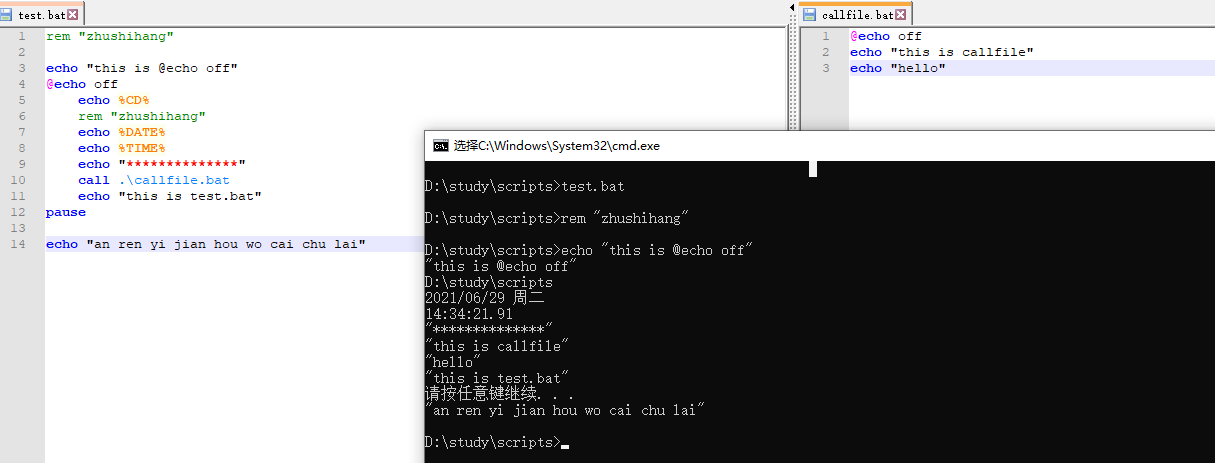 test.bat
1 rem "zhushihang"
2
3 echo "this is @echo off"
4 @echo off
5 echo %CD%
6 rem "zhushihang"
7 echo %DATE%
8 echo %TIME%
9 echo "**************"
10 call .\callfile.bat
11 echo "this is test.bat"
12 pause
13
14 echo "an ren yi jian hou wo cai chu lai"
callfile.bat
1 @echo off
2 echo "this is callfile"
3 echo "hello"
选择C:\Windows\System32\cmd.exe
D:\study\scripts>test.bat
D:\study\scripts>rem "zhushihang"
D:\study\scripts>echo "this is @echo off"
"this is @echo off"
D:\study\scripts
2021/06/29 周二
14:34:21.91
"**************"
"this is callfile"
"hello"
"this is test.bat"
请按任意键继续. . .
"an ren yi jian hou wo cai chu lai"
D:\study\scripts>